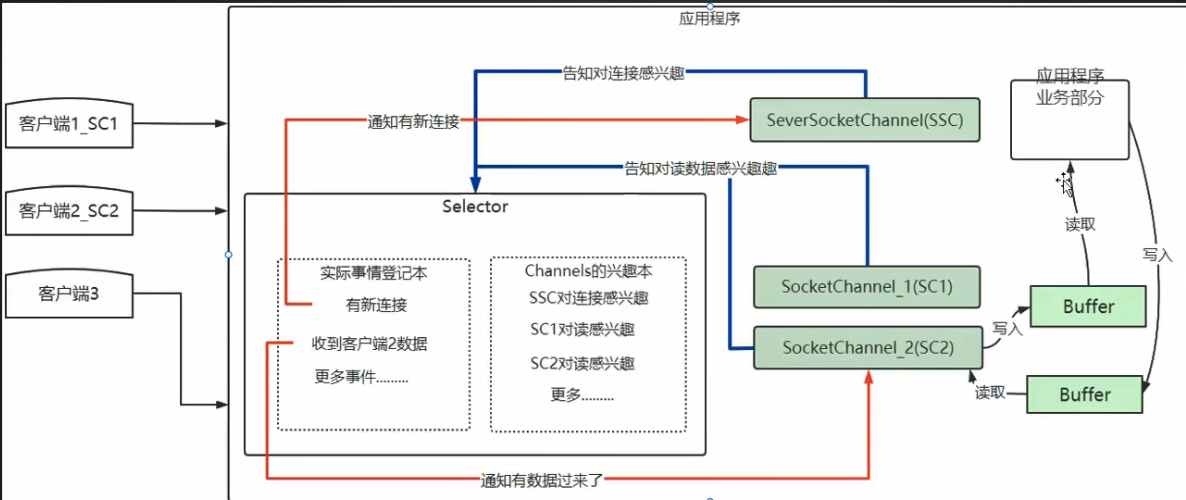 应用程序
告知对连接感兴趣
应用程序
业务部分
客户端1_SC1
通知有新连接
SeverSocketChannel(SSC)
告知对读数据感兴趣趣
客户端2_SC2
Selector
读取
写入
实际事情登记本
Channels的兴趣本
客户端3
有新连接
SSC对连接感兴趣
SocketChannel_1(SC1)
Buffer
写入
收到客户端2数据
SC1对读感兴趣
SocketChannel_2(SC2)
更多事件.........
SC2对读感兴趣
更多.........
读取
Buffer
通知有数据过来了